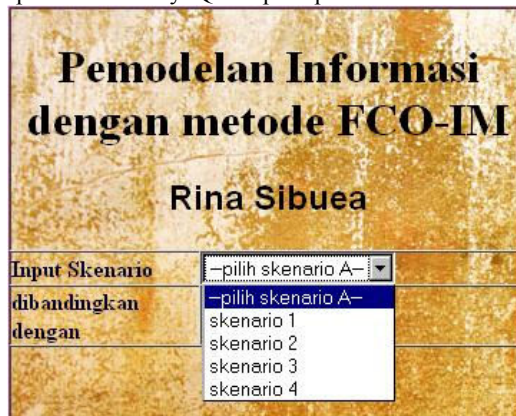 Pemodelan Informasi
dengan metode FCO-IM
Rina Sibuea
Input Skenario
--pilih skenario A--
dibandingkan
dengan
--pilih skenario A--
skenario 1
skenario 2
skenario 3
skenario 4